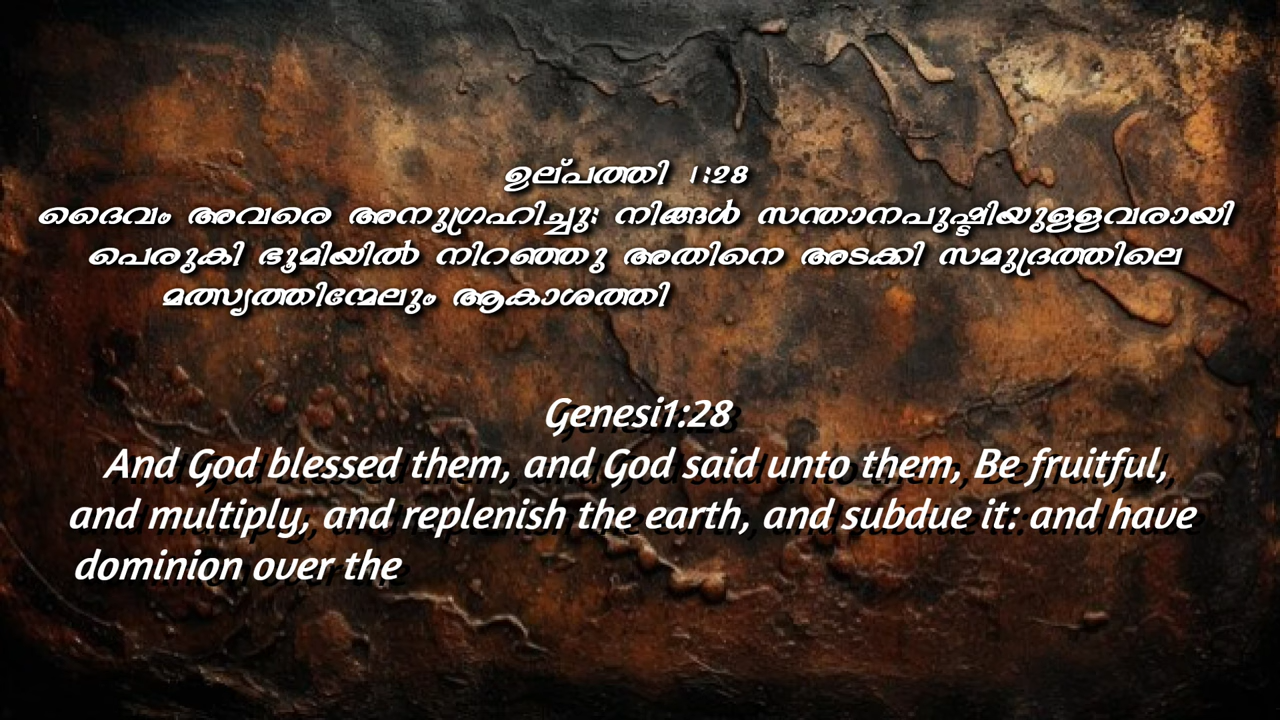 ഉല്പത്തി 1:28
ദൈവം അവരെ അനുഗ്രഹിച്ചു: നിങ്ങൾ സന്താനപുഷ്ടിയുള്ളവരായി
പെരുകി ഭൂമിയിൽ നിറഞ്ഞു അതിനെ അടക്കി സമുദ്രത്തിലെ
മത്സ്യത്തിന്മേലും ആകാശത്തി
Genesi1:28
And God blessed them, and God said unto them, Be fruitful,
and multiply, and replenish the earth, and subdue it: and have
dominion over the